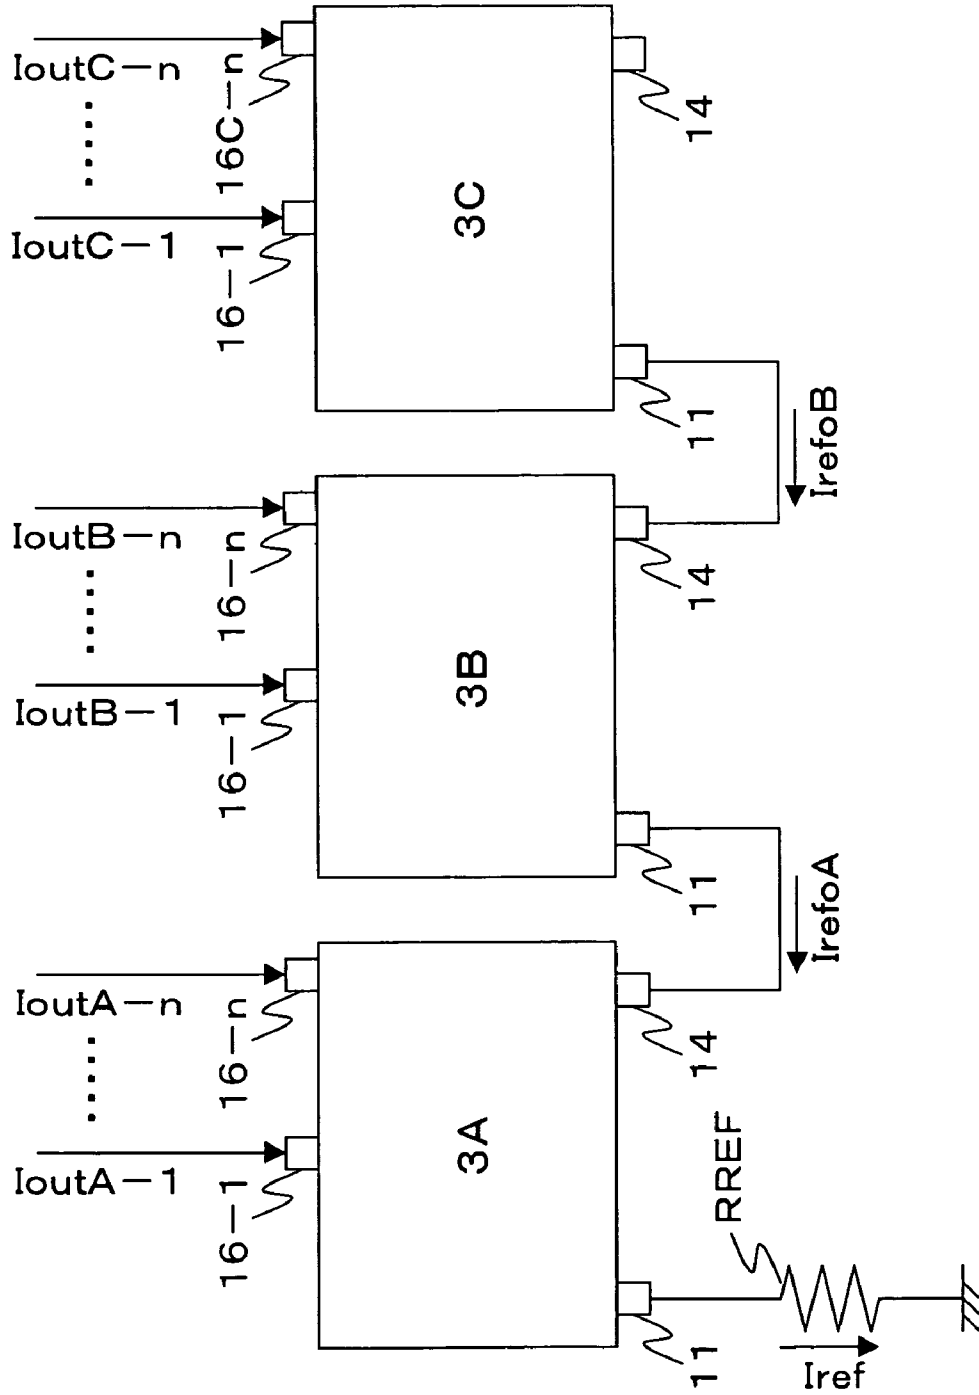 IoutC-n
.....
IoutC-1
16C-n
16-1
3C
14
11
IrefoB
IoutB-n
.....
IoutB-1
16-n
16-1
3B
14
11
IrefoA
IoutA-n
.....
IoutA-1
16-n
16-1
3A
14
11
RREF
Iref